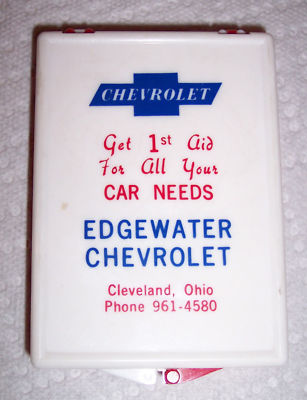 CHEVROLET
Get 1st Aid
For All Your
CAR NEEDS
EDGEWATER
CHEVROLET
Cleveland, Ohio
Phone 961-4580